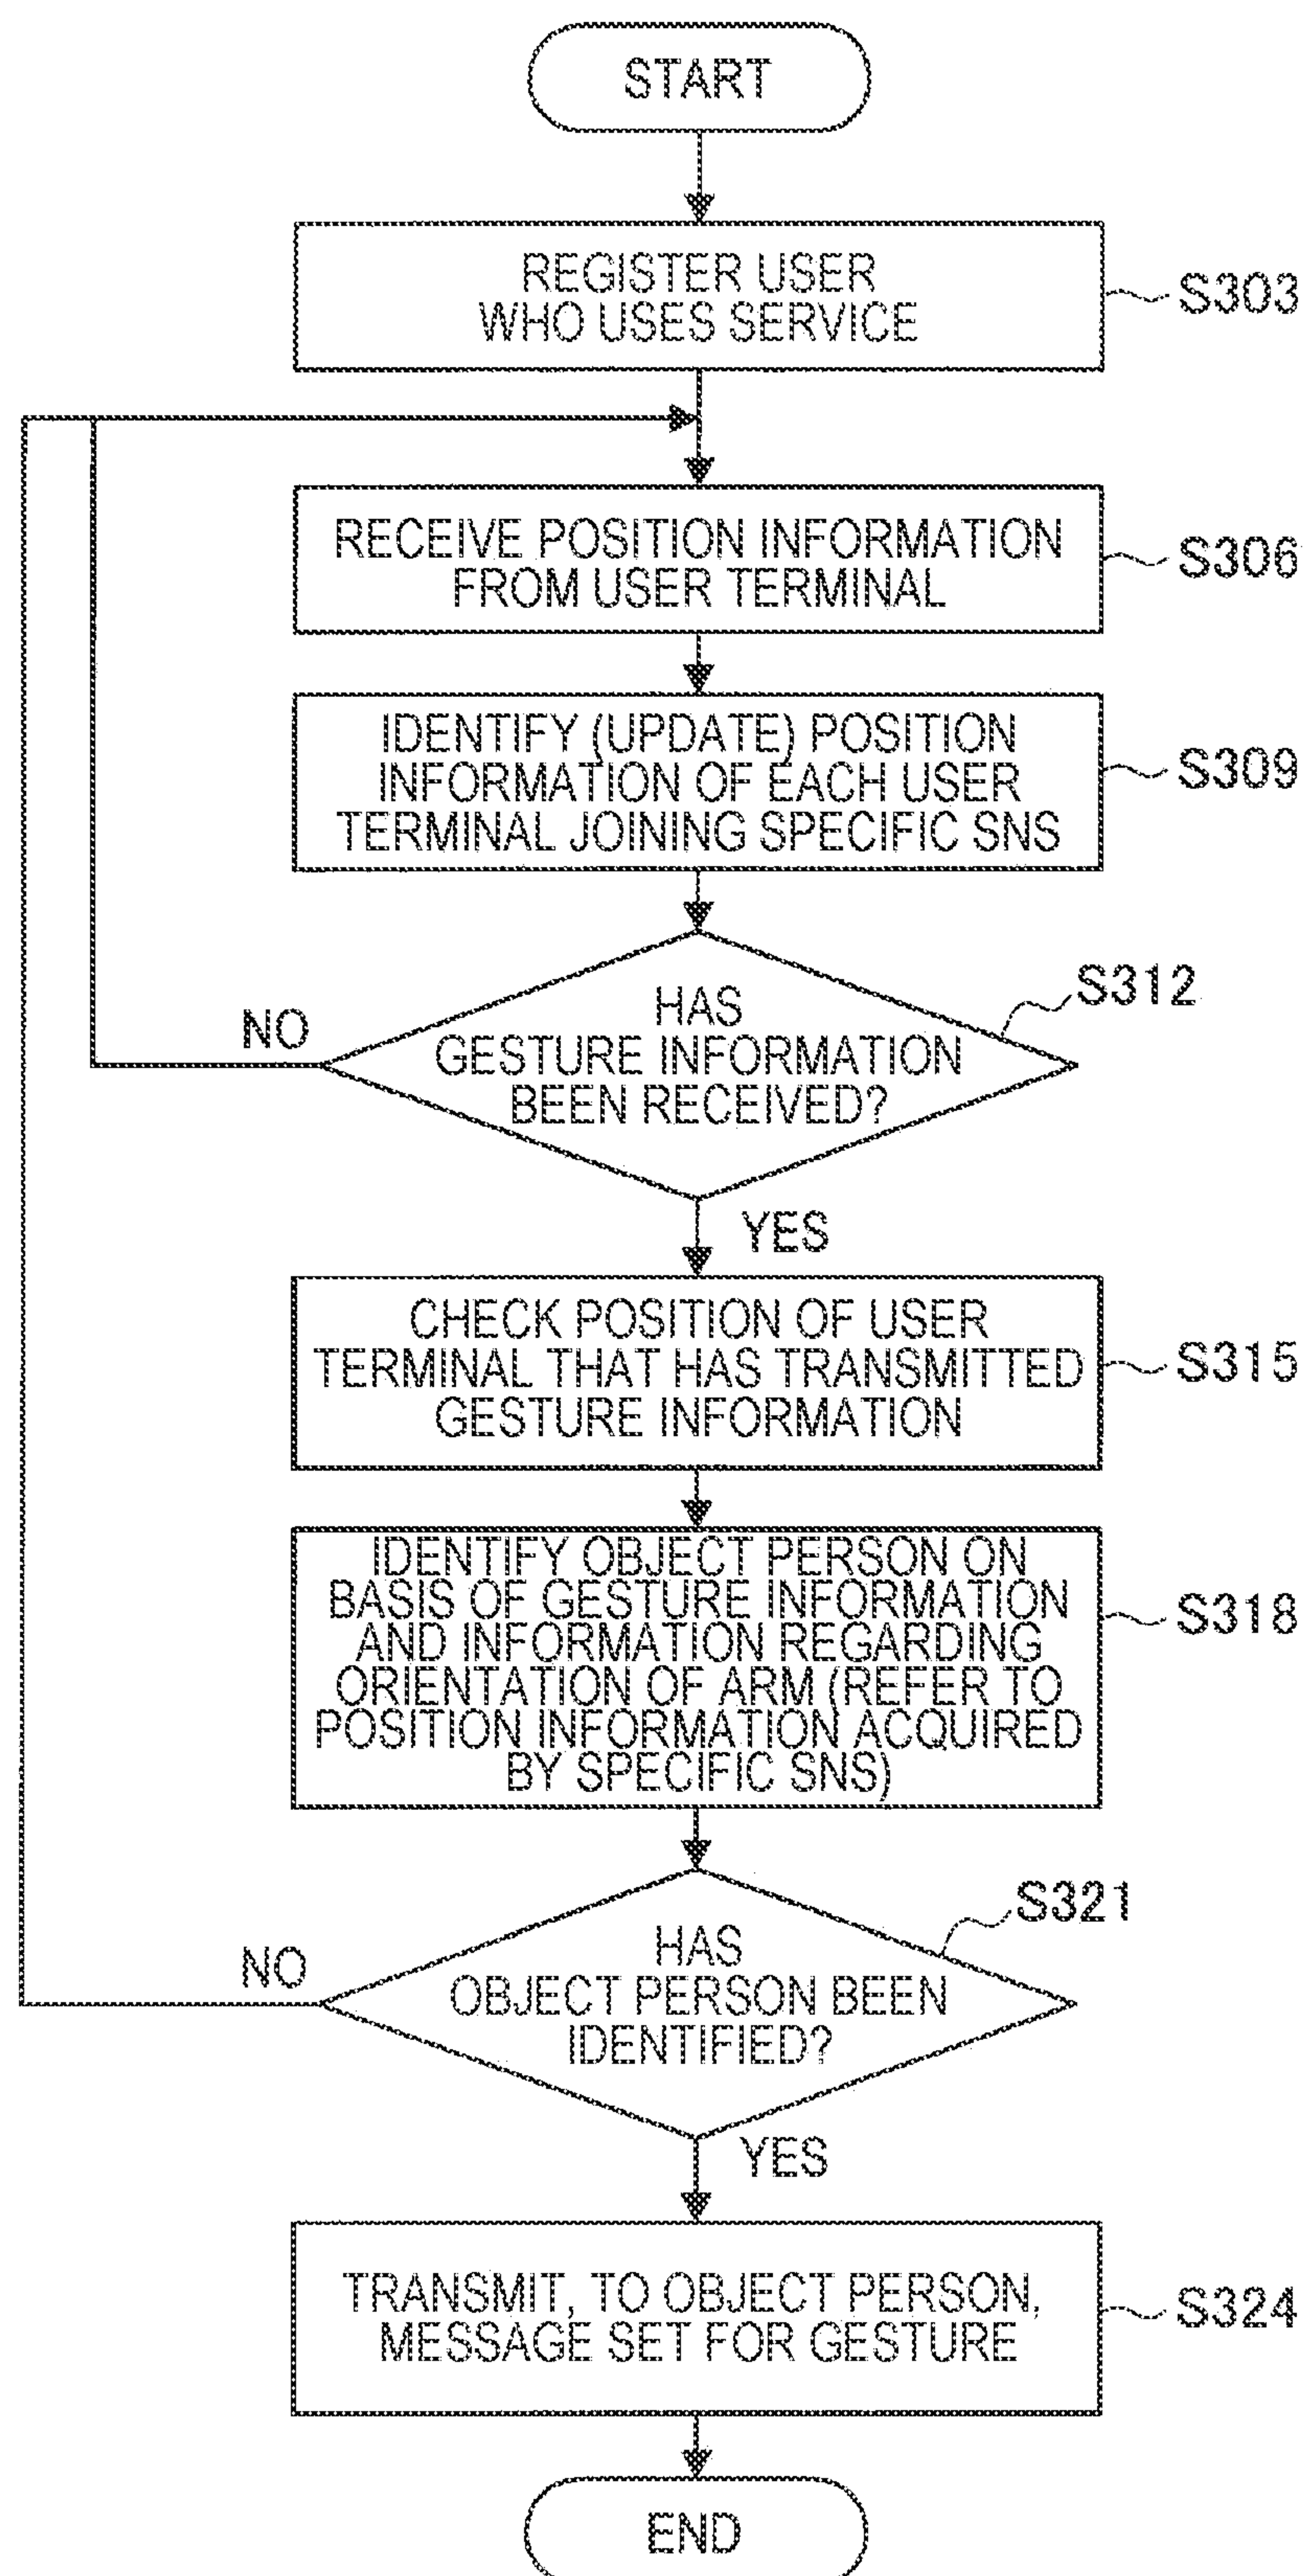 START
REGISTER USER
WHO USES SERVICE
S303
RECEIVE POSITION INFORMATION
FROM USER TERMINAL
S306
IDENTIFY (UPDATE) POSITION
INFORMATION OF EACH USER
TERMINAL JOINING SPECIFIC SNS
S309
HAS
GESTURE INFORMATION
BEEN RECEIVED?
S312
NO
YES
CHECK POSITION OF USER
TERMINAL THAT HAS TRANSMITTED
GESTURE INFORMATION
S315
IDENTIFY OBJECT PERSON ON
BASIS OF GESTURE INFORMATION
AND INFORMATION REGARDING
ORIENTATION OF ARM (REFER TO
POSITION INFORMATION ACQUIRED
BY SPECIFIC SNS)
S318
HAS
OBJECT PERSON BEEN
IDENTIFIED?
S321
NO
YES
TRANSMIT, TO OBJECT PERSON,
MESSAGE SET FOR GESTURE
S324
END